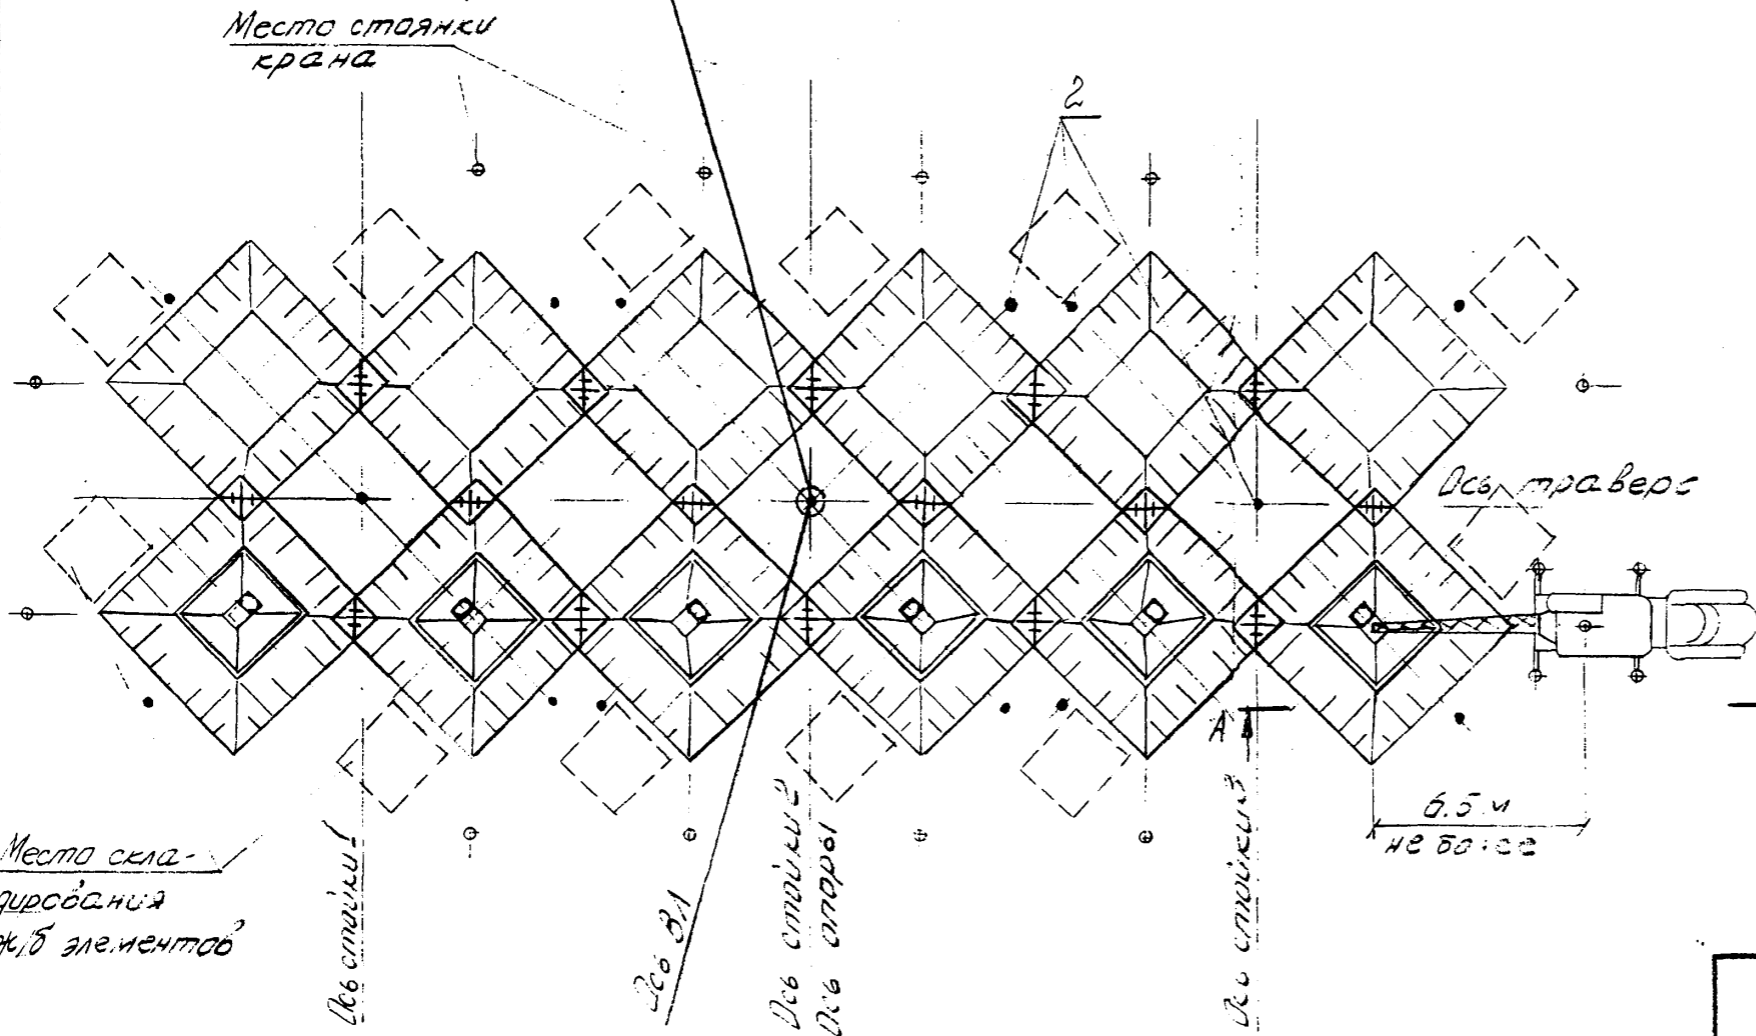 Место стоянки
крана
2
Ось траверс
А
6.5 м
не более
Место скла-
дирования
ж/б элементов
Ось стойки 1
Ось ВЛ
Ось стойки 2
Ось опоры
Ось стойки 3